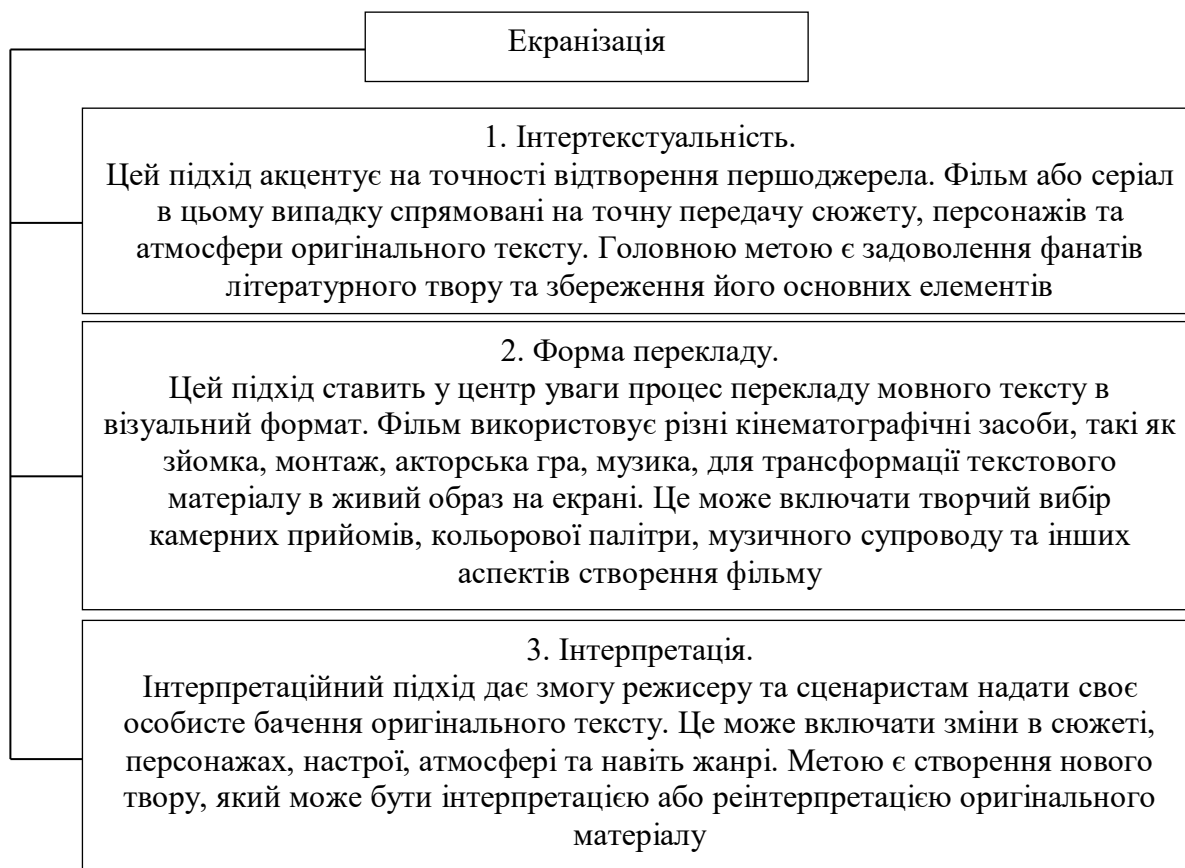 Екранізація
1. Інтертекстуальність.
Цей підхід акцентує на точності відтворення першоджерела. Фільм або серіал
в цьому випадку спрямовані на точну передачу сюжету, персонажів та
атмосфери оригінального тексту. Головною метою є задоволення фанатів
літературного твору та збереження його основних елементів
2. Форма перекладу.
Цей підхід ставить у центр уваги процес перекладу мовного тексту в
візуальний формат. Фільм використовує різні кінематографічні засоби, такі як
зйомка, монтаж, акторська гра, музика, для трансформації текстового
матеріалу в живий образ на екрані. Це може включати творчий вибір
камерних прийомів, кольорової палітри, музичного супроводу та інших
аспектів створення фільму
3. Інтерпретація.
Інтерпретаційний підхід дає змогу режисеру та сценаристам надати своє
особисте бачення оригінального тексту. Це може включати зміни в сюжеті,
персонажах, настрої, атмосфері та навіть жанрі. Метою є створення нового
твору, який може бути інтерпретацією або реінтерпретацією оригінального
матеріалу